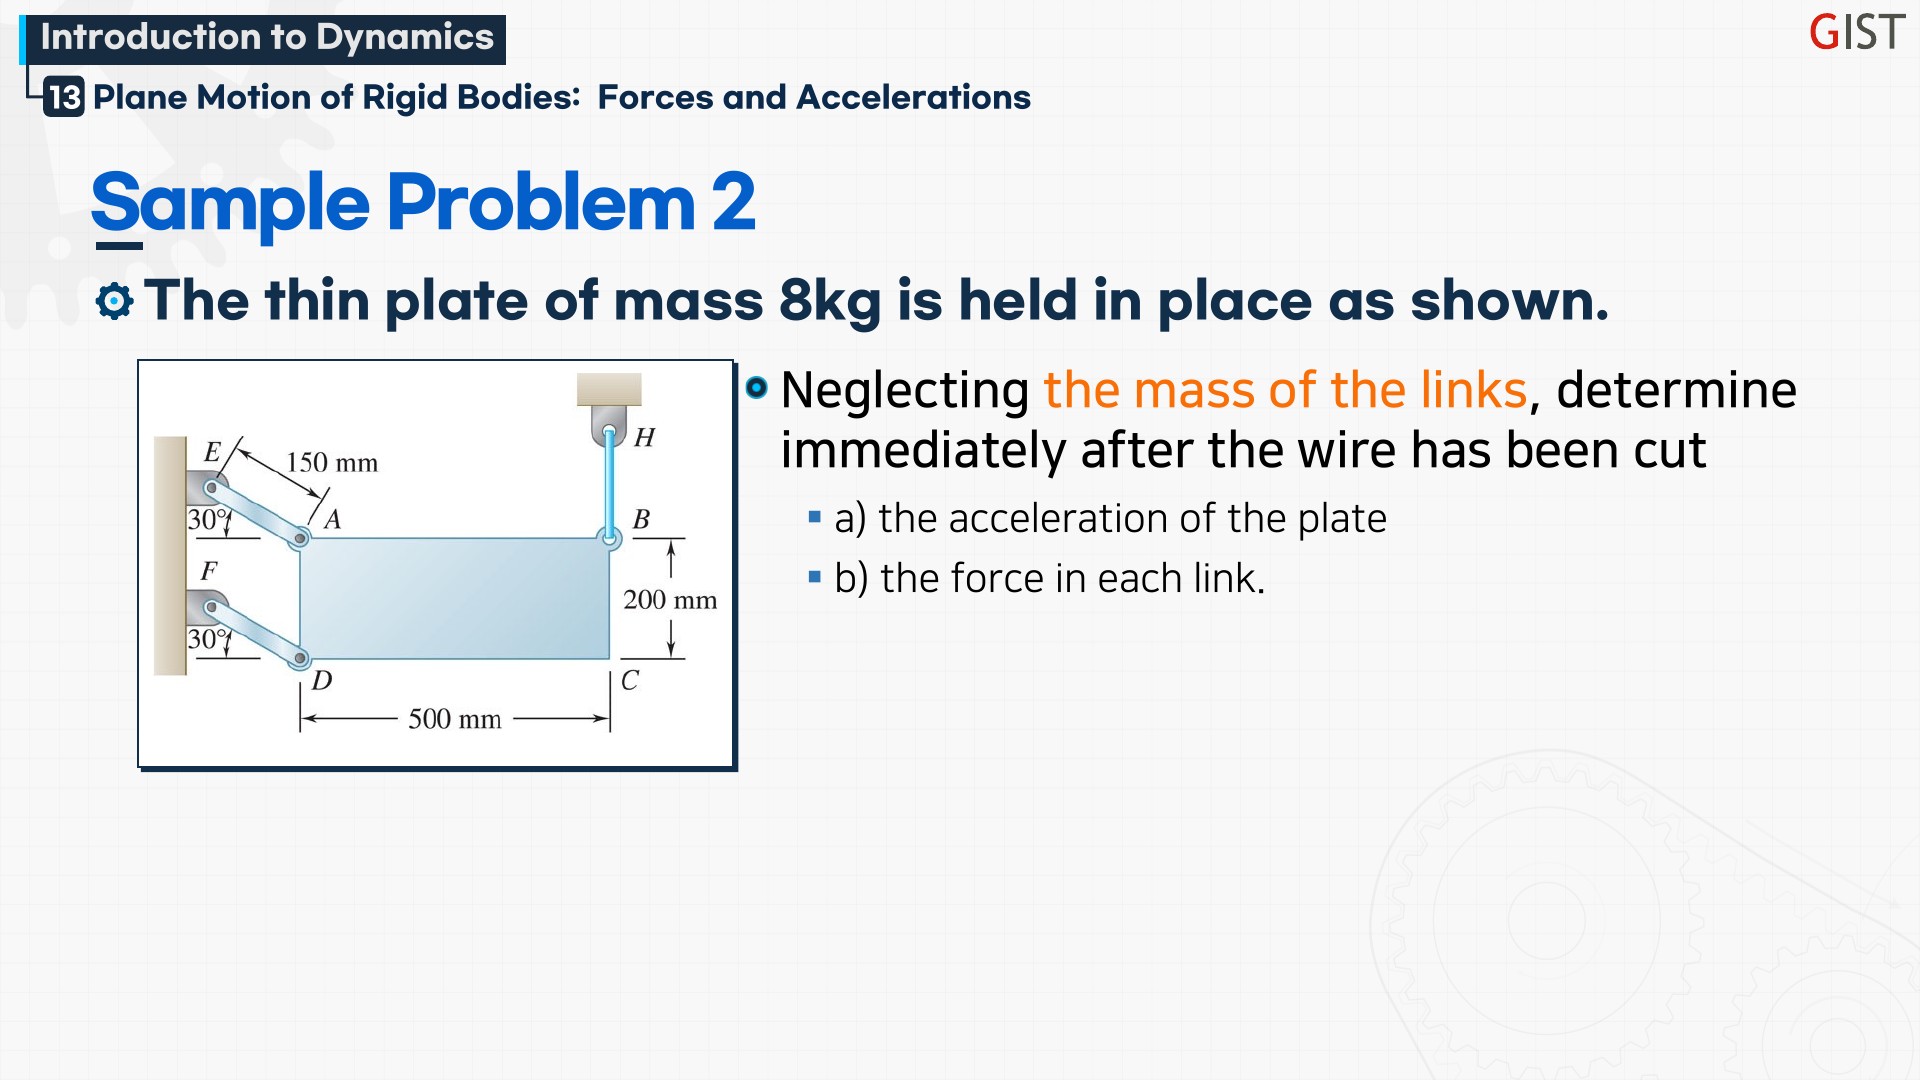 Introduction to Dynamics
GIST
13 Plane Motion of Rigid Bodies: Forces and Accelerations
Sample Problem 2
The thin plate of mass 8kg is held in place as shown.
Neglecting the mass of the links, determine
immediately after the wire has been cut
a) the acceleration of the plate
b) the force in each link.
H
E
150 mm
30°
A
B
F
200 mm
30°
D
C
500 mm